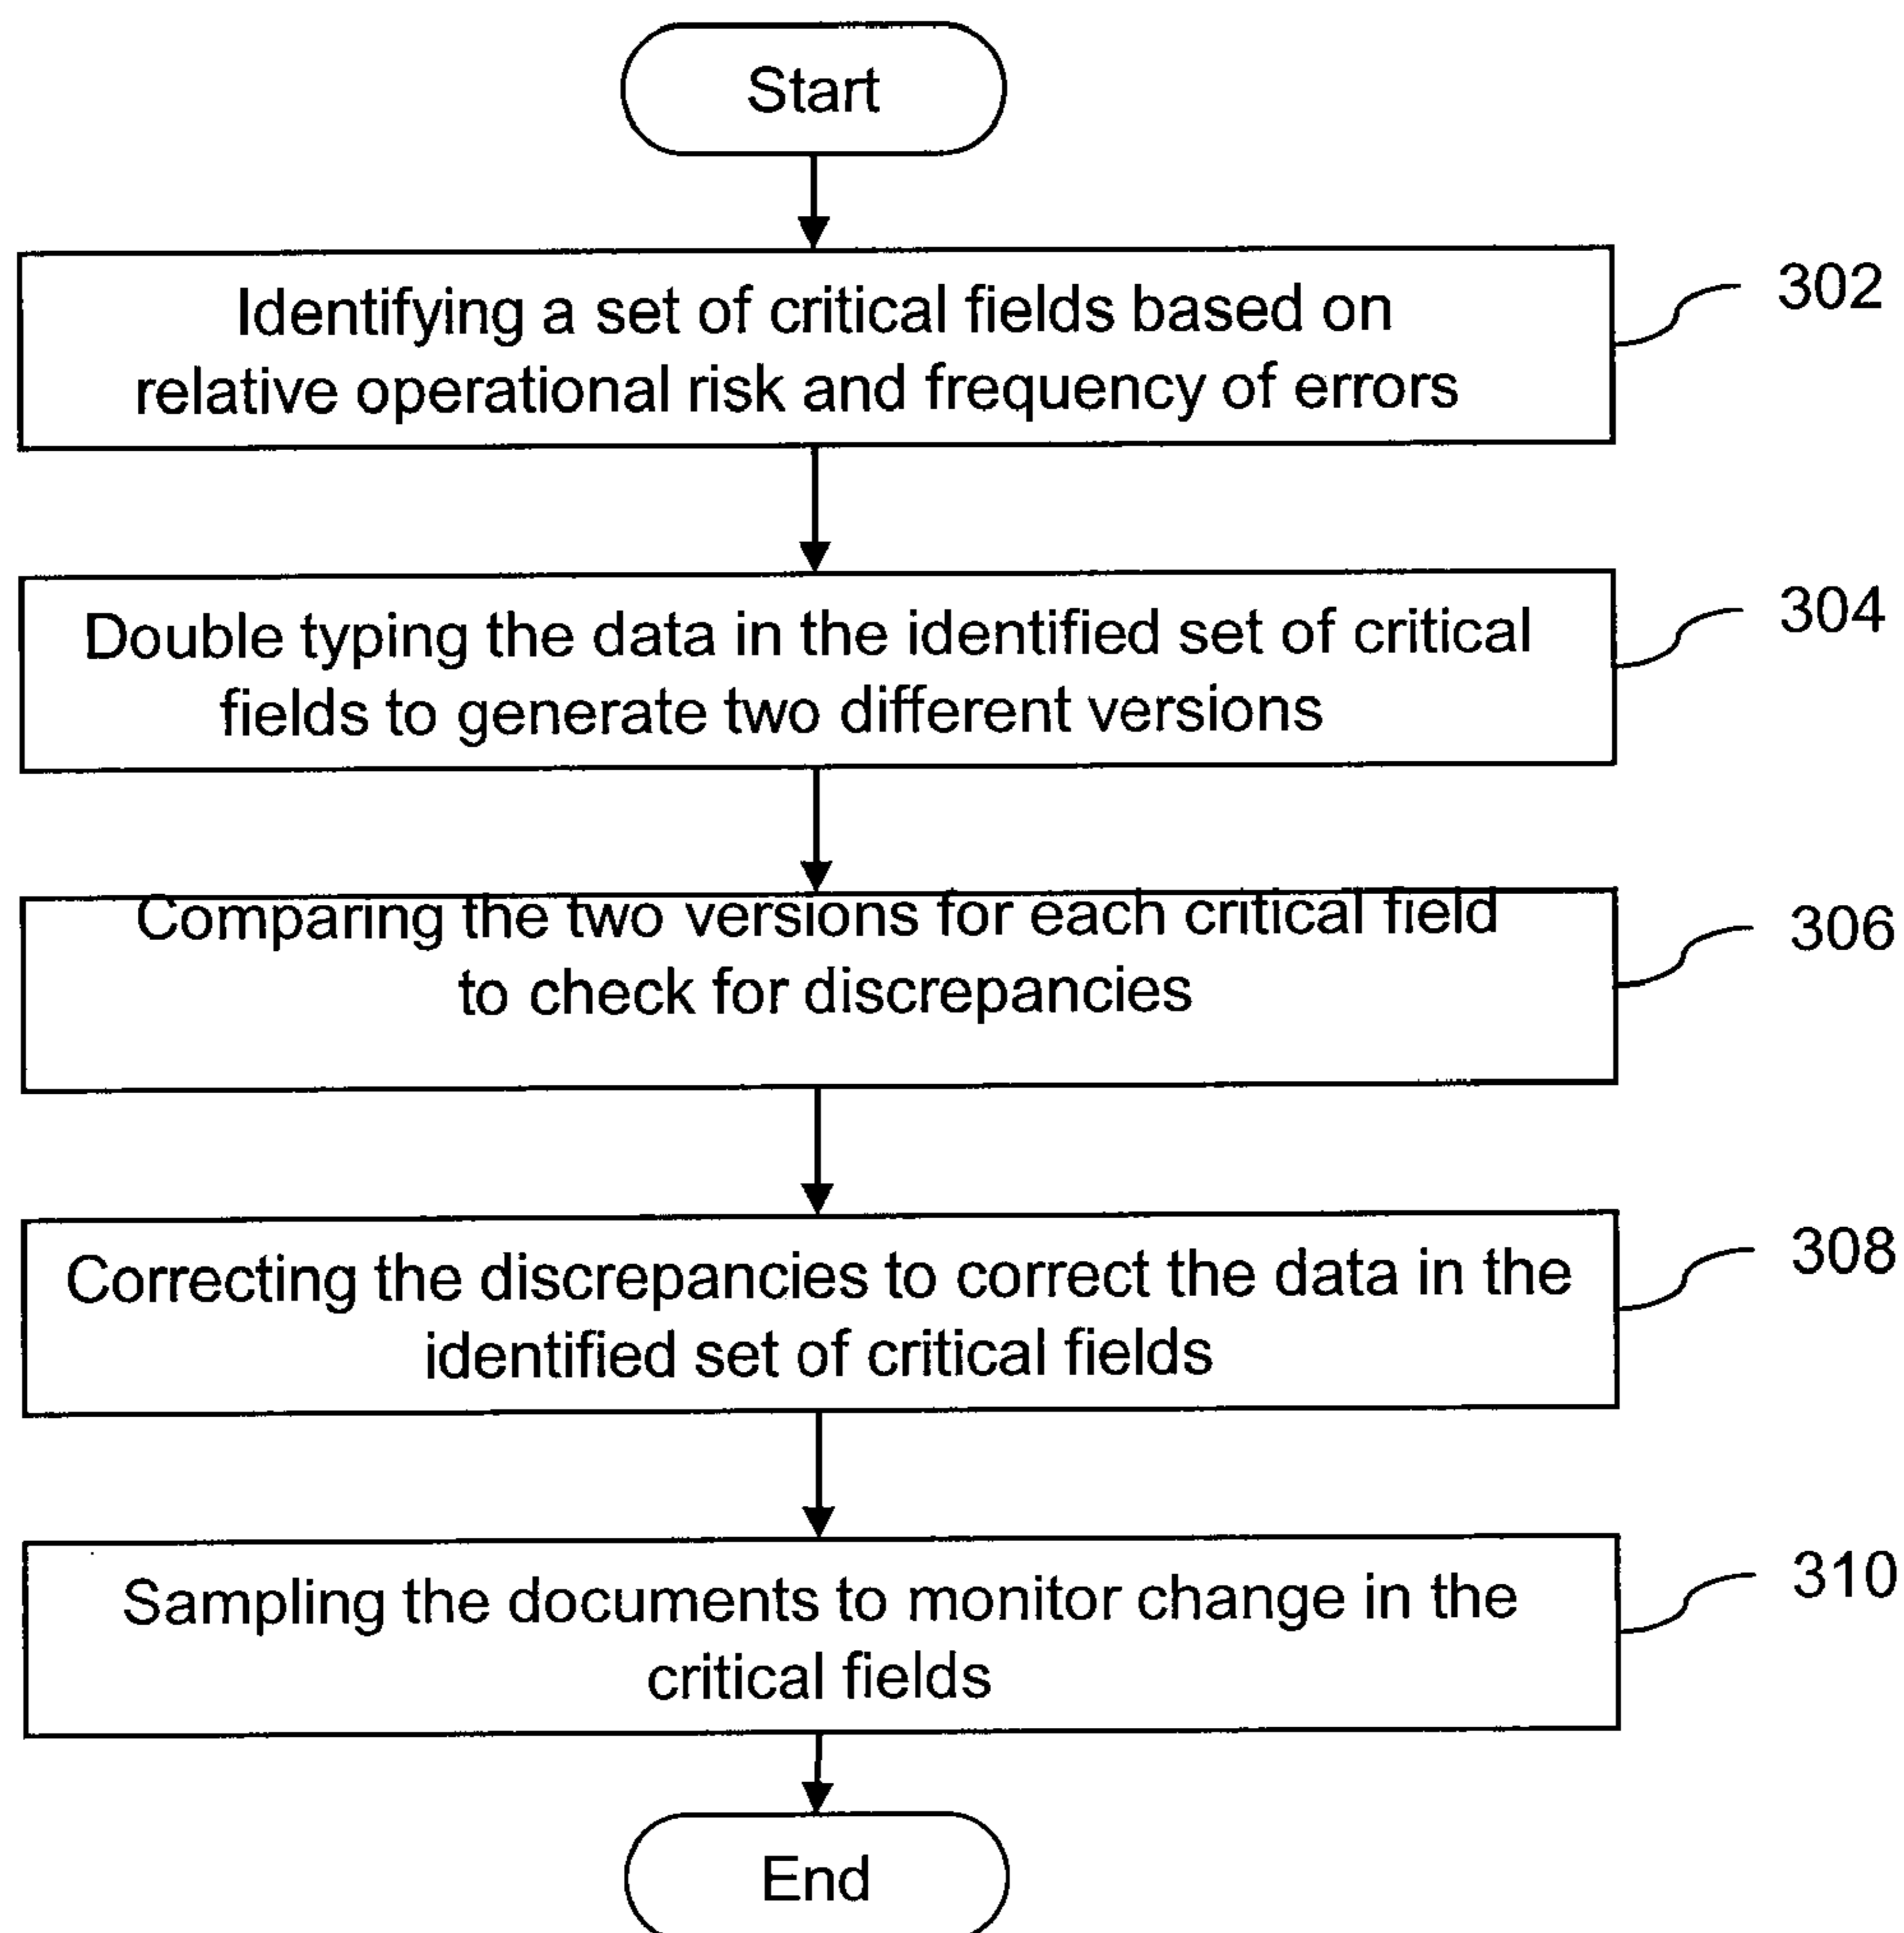 Start
Identifying a set of critical fields based on
relative operational risk and frequency of errors
302
Double typing the data in the identified set of critical
fields to generate two different versions
304
Comparing the two versions for each critical field
to check for discrepancies
306
Correcting the discrepancies to correct the data in the
identified set of critical fields
308
Sampling the documents to monitor change in the
critical fields
310
End